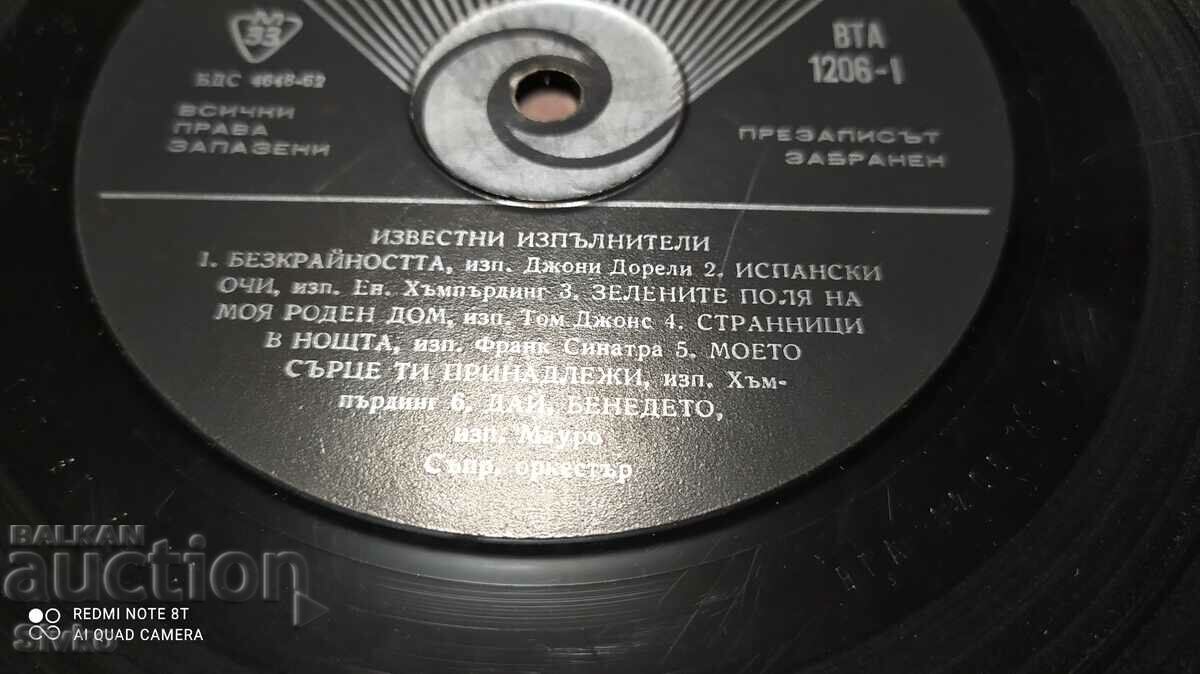 М
33
БДС 4648-62
ВСИЧКИ
ПРАВА
ЗАПАЗЕНИ
ВТА
1206-I
ПРЕЗАПИСЪТ
ЗАБРАНЕН
ИЗВЕСТНИ ИЗПЪЛНИТЕЛИ
1. БЕЗКРАЙНОСТТА, изп. Джони Дорели 2. ИСПАНСКИ
ОЧИ, изп. Ен. Хъмпърдинг 3. ЗЕЛЕНИТЕ ПОЛЯ НА
МОЯ РОДЕН ДОМ, изп. Том Джонс 4. СТРАННИЦИ
В НОЩТА, изп. Франк Синатра 5. МОЕТО
СЪРЦЕ ТИ ПРИНАДЛЕЖИ, изп. Хъм-
пърдинг 6. ДАЙ, БЕНЕДЕТО,
изп. Мауро
Съпр. оркестър
BALKAN
auction
REDMI NOTE 8T
AI QUAD CAMERA
Sivko